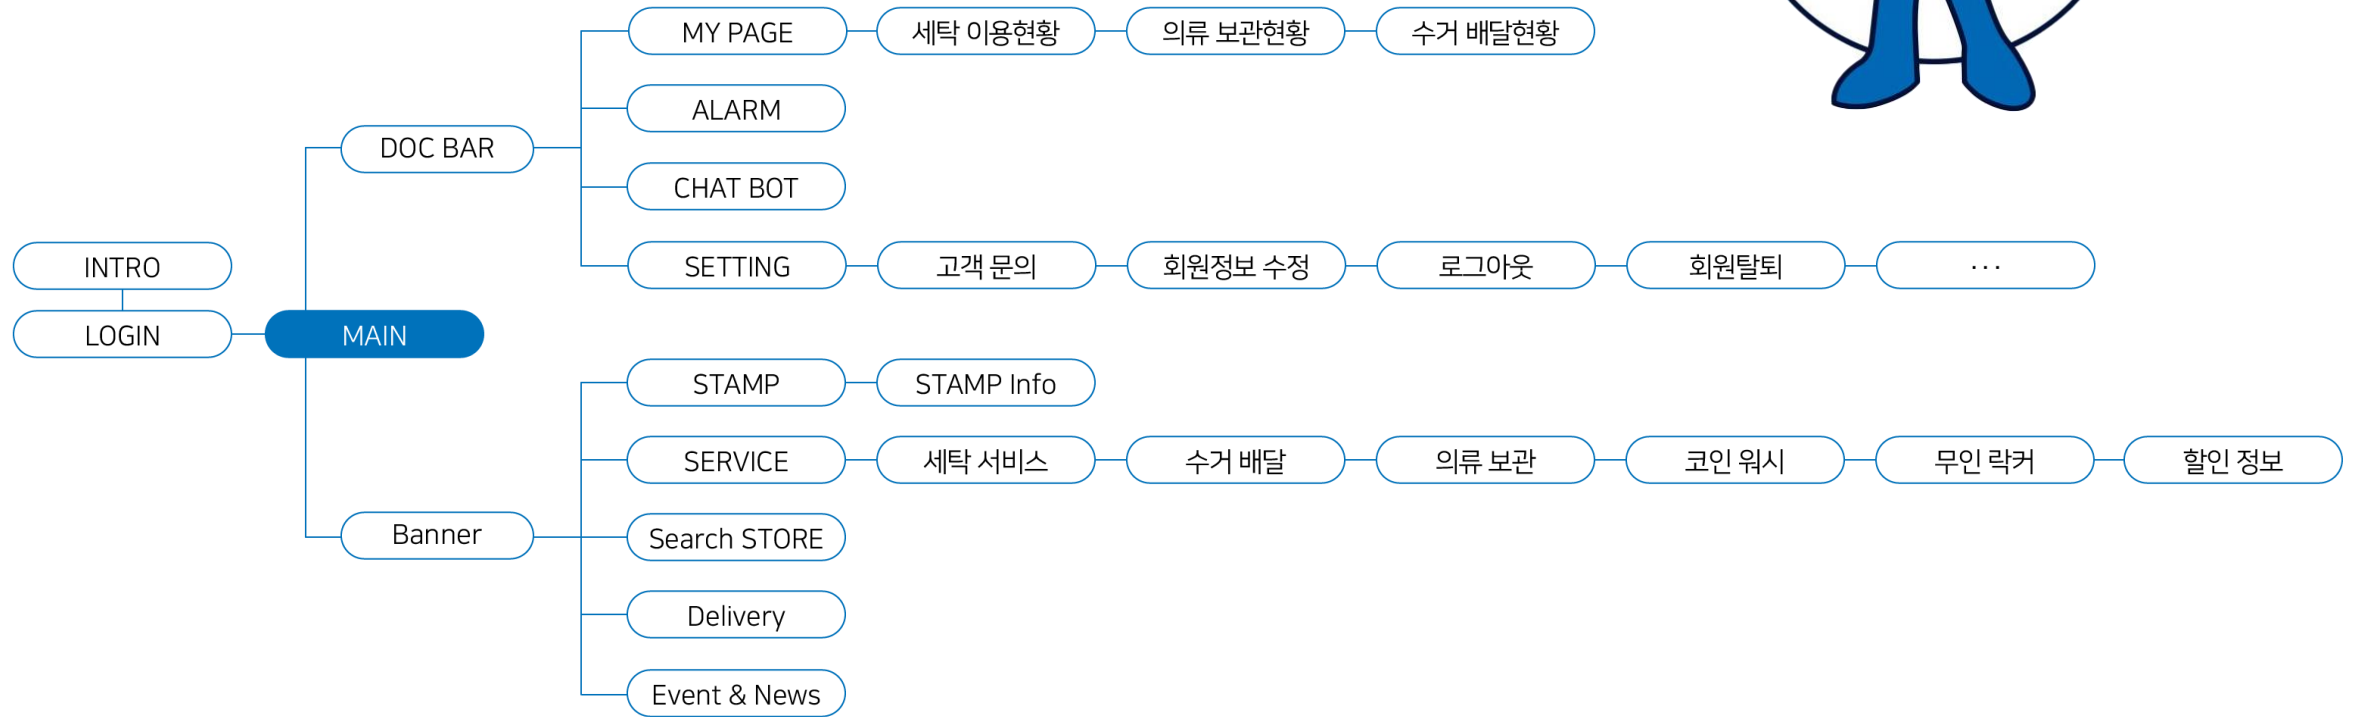 MY PAGE 세탁 이용현황 의류 보관현황 수거 배달현황
ALARM
DOC BAR
CHAT BOT
INTRO
SETTING 고객 문의 회원정보 수정 로그아웃 회원탈퇴 ...
LOGIN
MAIN
STAMP STAMP Info
SERVICE 세탁 서비스 수거 배달 의류 보관 코인 워시 무인 락커 할인 정보
Banner
Search STORE
Delivery
Event & News